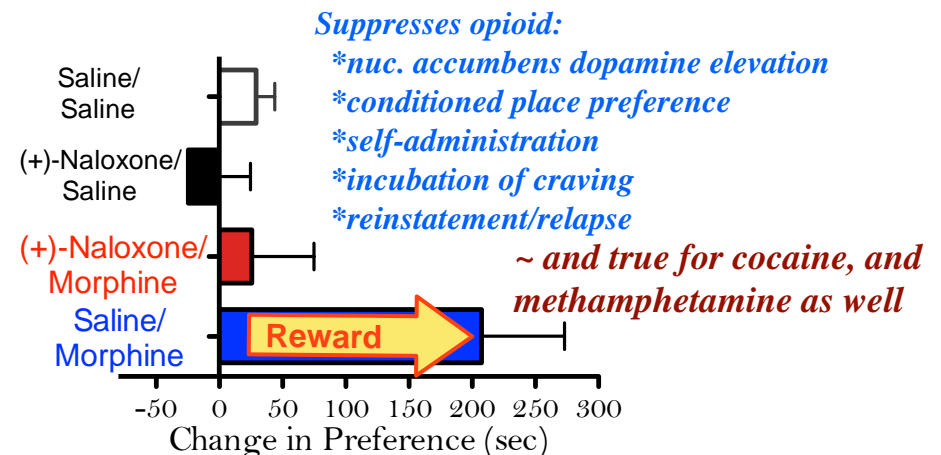 Suppresses opioid:
*nuc. accumbens dopamine elevation
*conditioned place preference
*self-administration
*incubation of craving
*reinstatement/relapse
~ and true for cocaine, and
methamphetamine as well
Saline/
Saline
(+)-Naloxone/
Saline
(+)-Naloxone/
Morphine
Saline/
Morphine
Reward
-50 0 50 100 150 200 250 300
Change in Preference (sec)